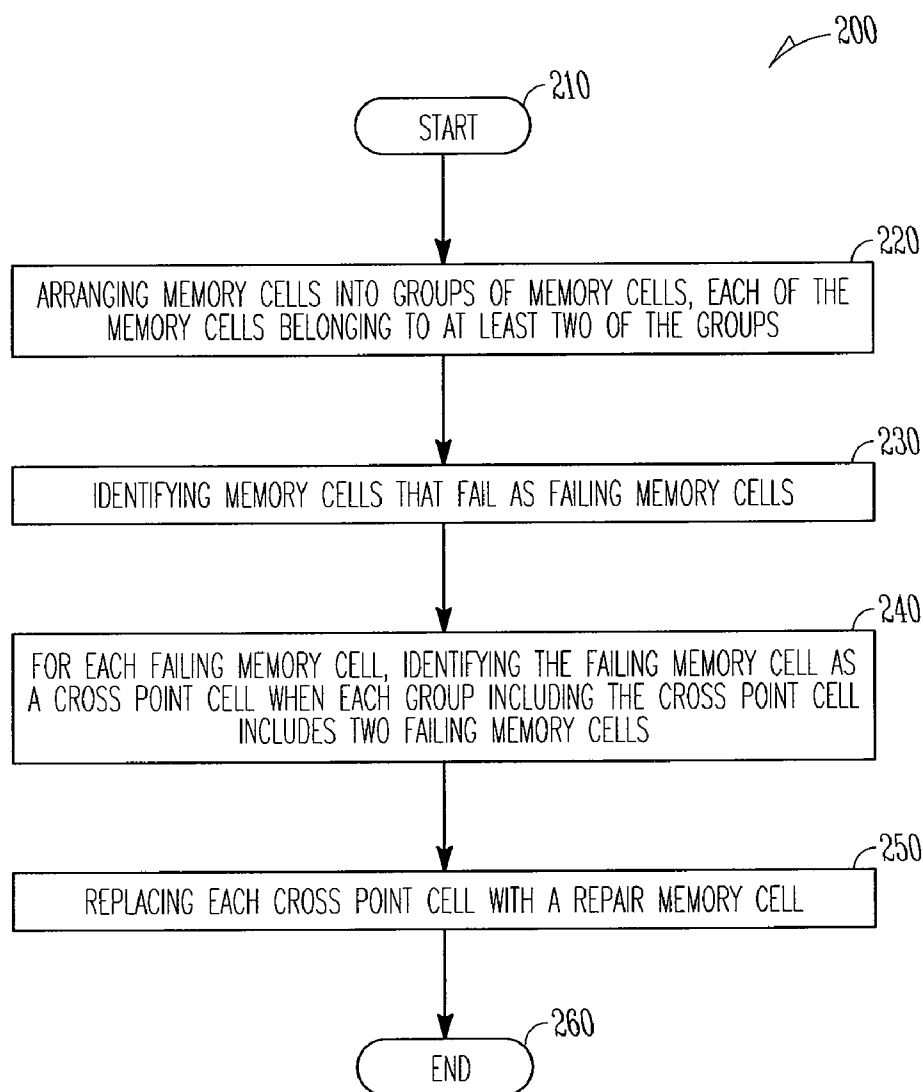 200
210
START
220
ARRANGING MEMORY CELLS INTO GROUPS OF MEMORY CELLS, EACH OF THE
MEMORY CELLS BELONGING TO AT LEAST TWO OF THE GROUPS
230
IDENTIFYING MEMORY CELLS THAT FAIL AS FAILING MEMORY CELLS
240
FOR EACH FAILING MEMORY CELL, IDENTIFYING THE FAILING MEMORY CELL AS
A CROSS POINT CELL WHEN EACH GROUP INCLUDING THE CROSS POINT CELL
INCLUDES TWO FAILING MEMORY CELLS
250
REPLACING EACH CROSS POINT CELL WITH A REPAIR MEMORY CELL
260
END